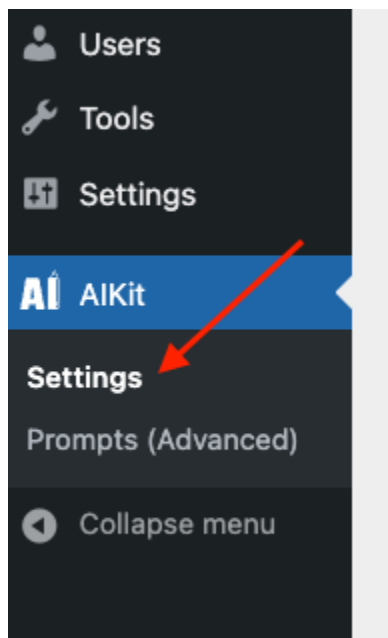 Users
Tools
Settings
AI AIKit
Settings
Prompts (Advanced)
Collapse menu